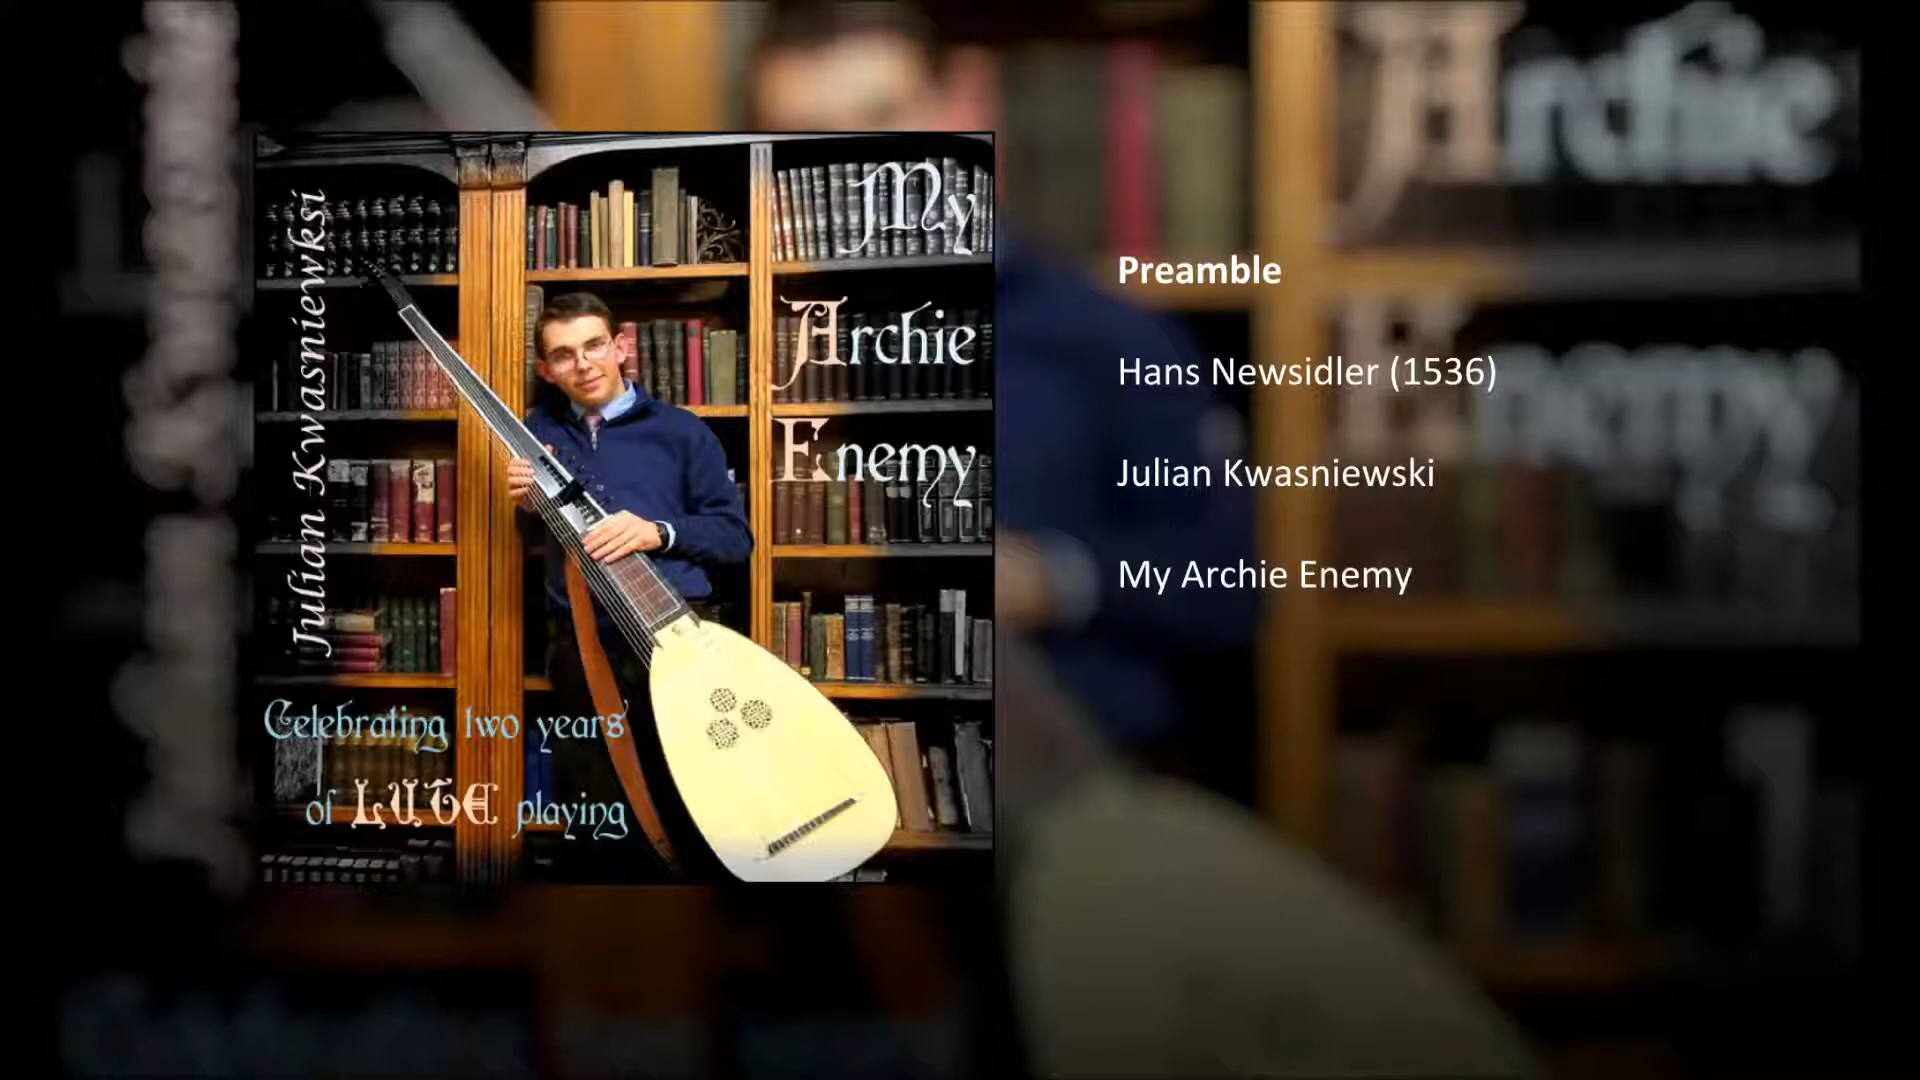 Julian Kwasniewksi
My
Archie
Enemy
Celebrating two years
of LUTE playing
Preamble
Hans Newsidler (1536)
Julian Kwasniewski
My Archie Enemy